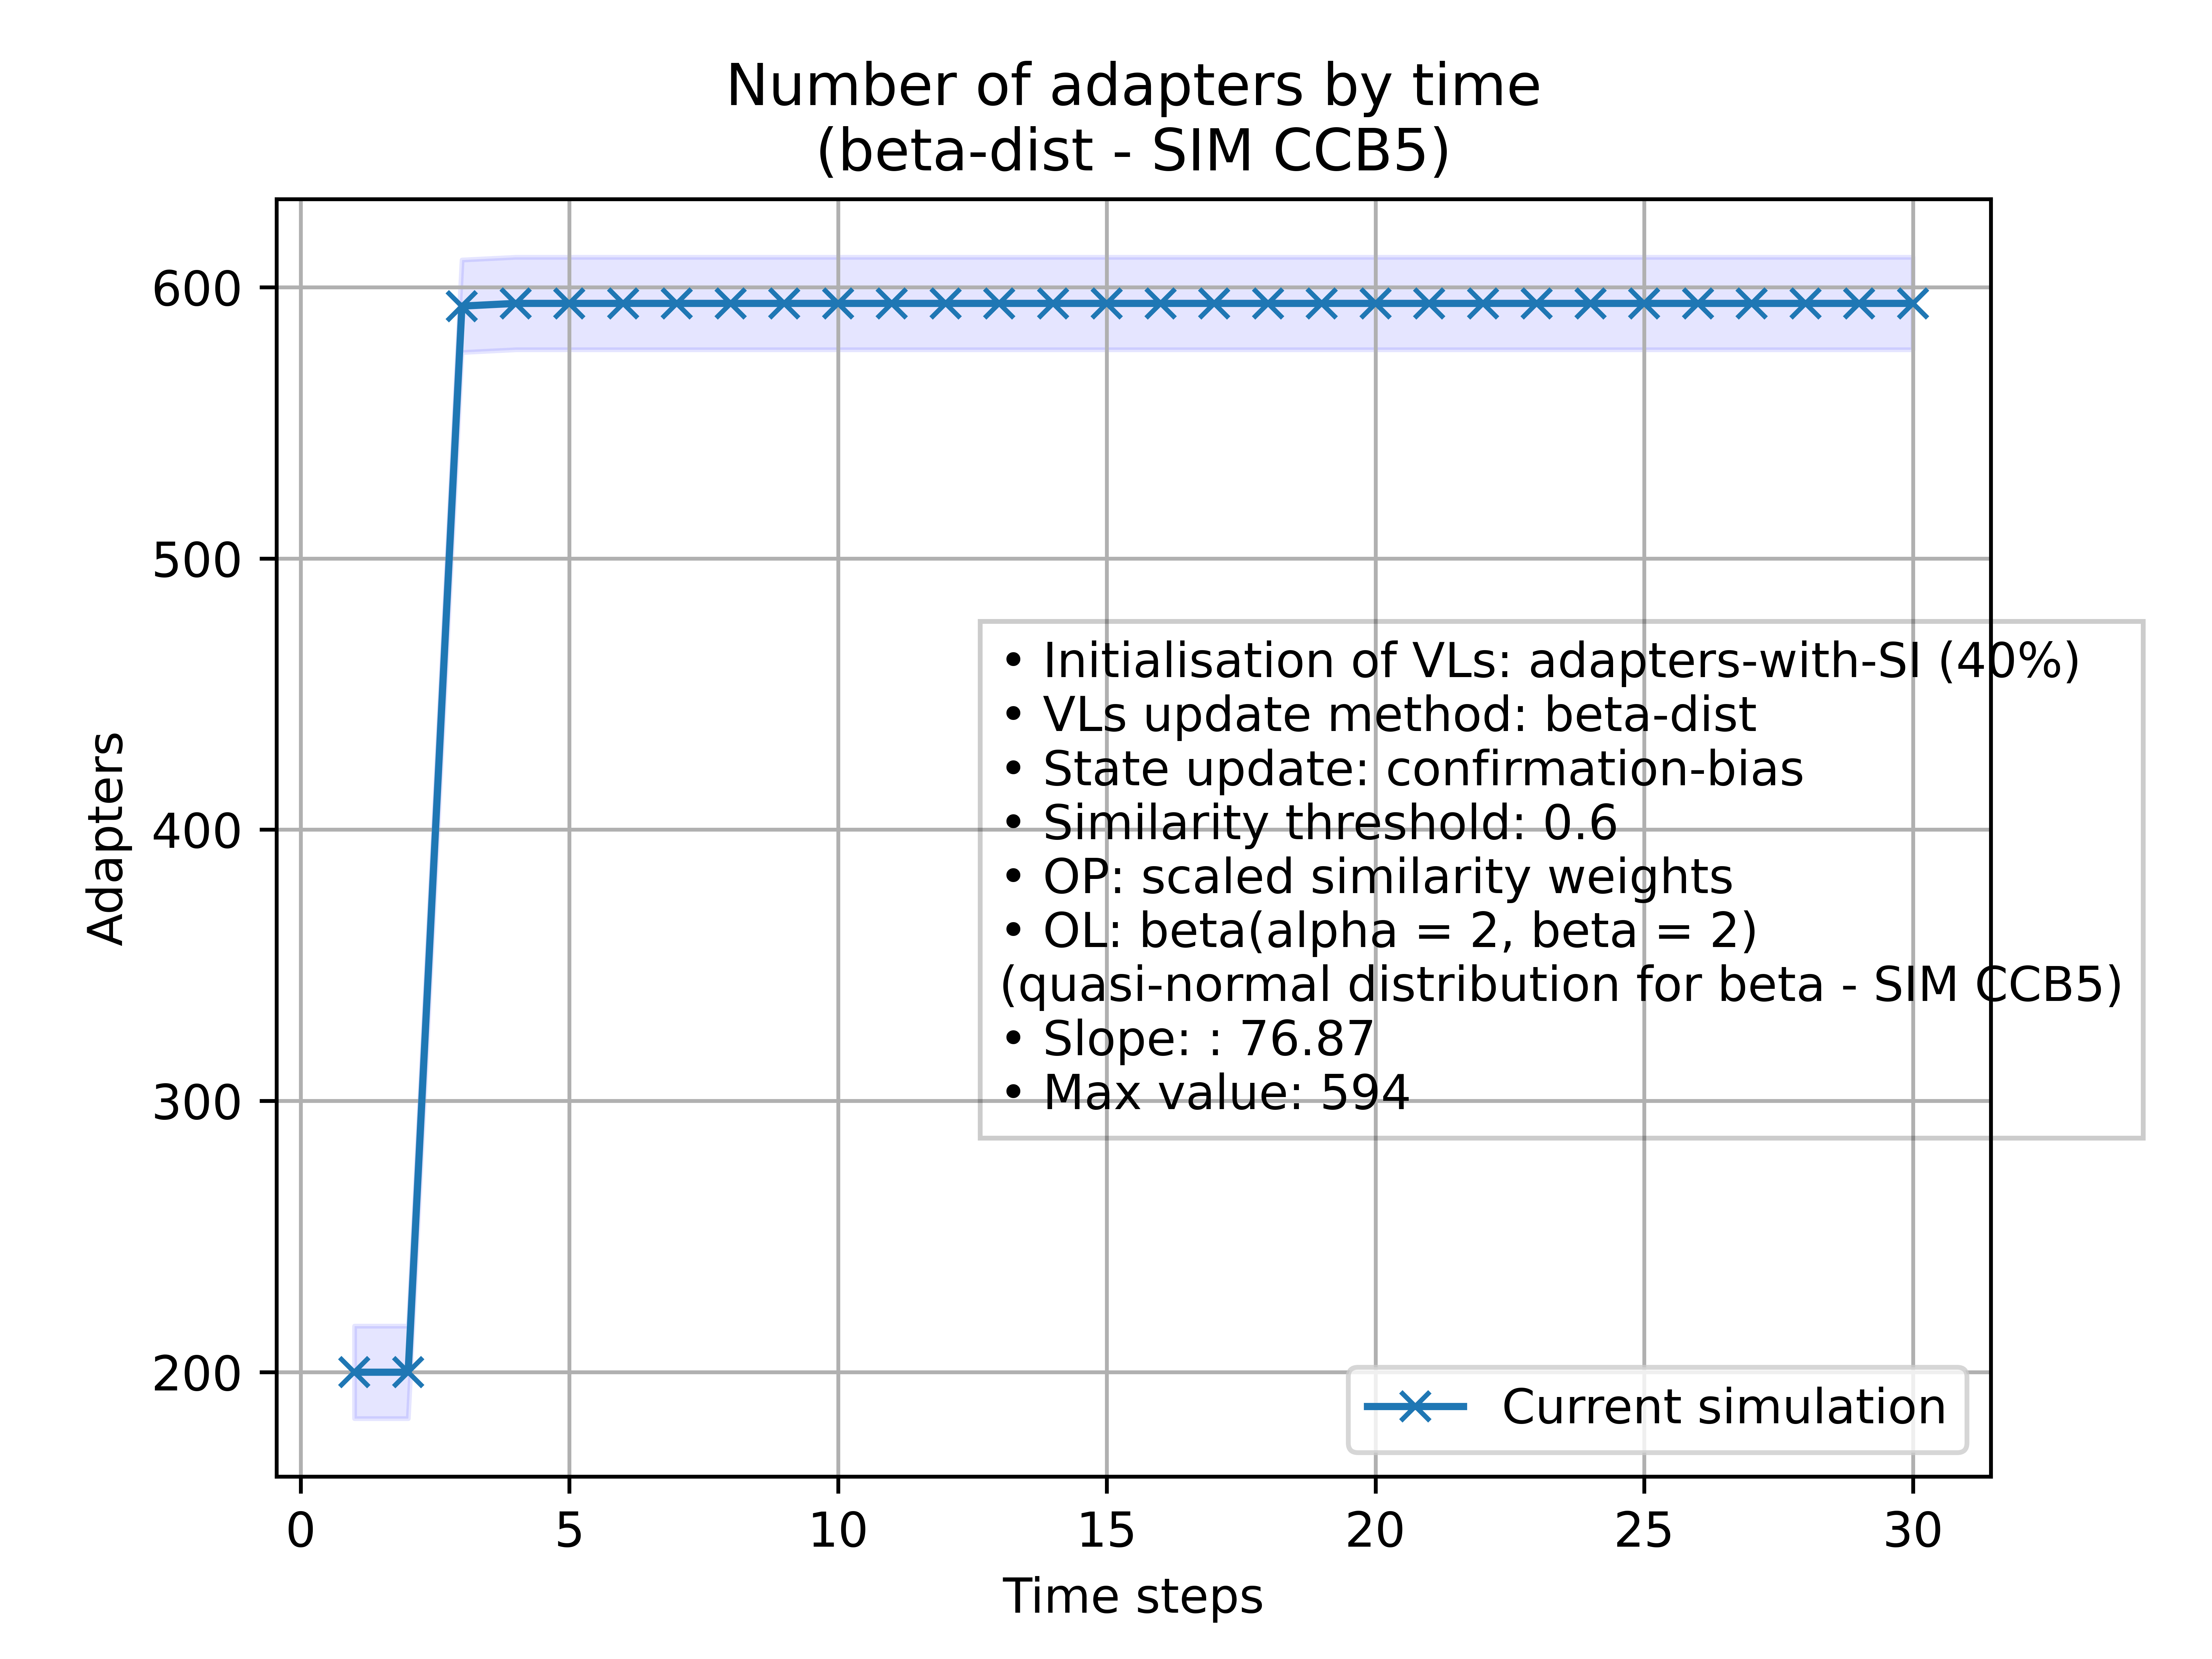 Number of adapters by time
(beta-dist - SIM CCB5)
600
500
400
300
200
Adapters
• Initialisation of VLs: adapters-with-SI (40%)
• VLs update method: beta-dist
• State update: confirmation-bias
• Similarity threshold: 0.6
• OP: scaled similarity weights
• OL: beta(alpha = 2, beta = 2)
(quasi-normal distribution for beta - SIM CCB5)
• Slope: : 76.87
• Max value: 594
Current simulation
0 5 10 15 20 25 30
Time steps